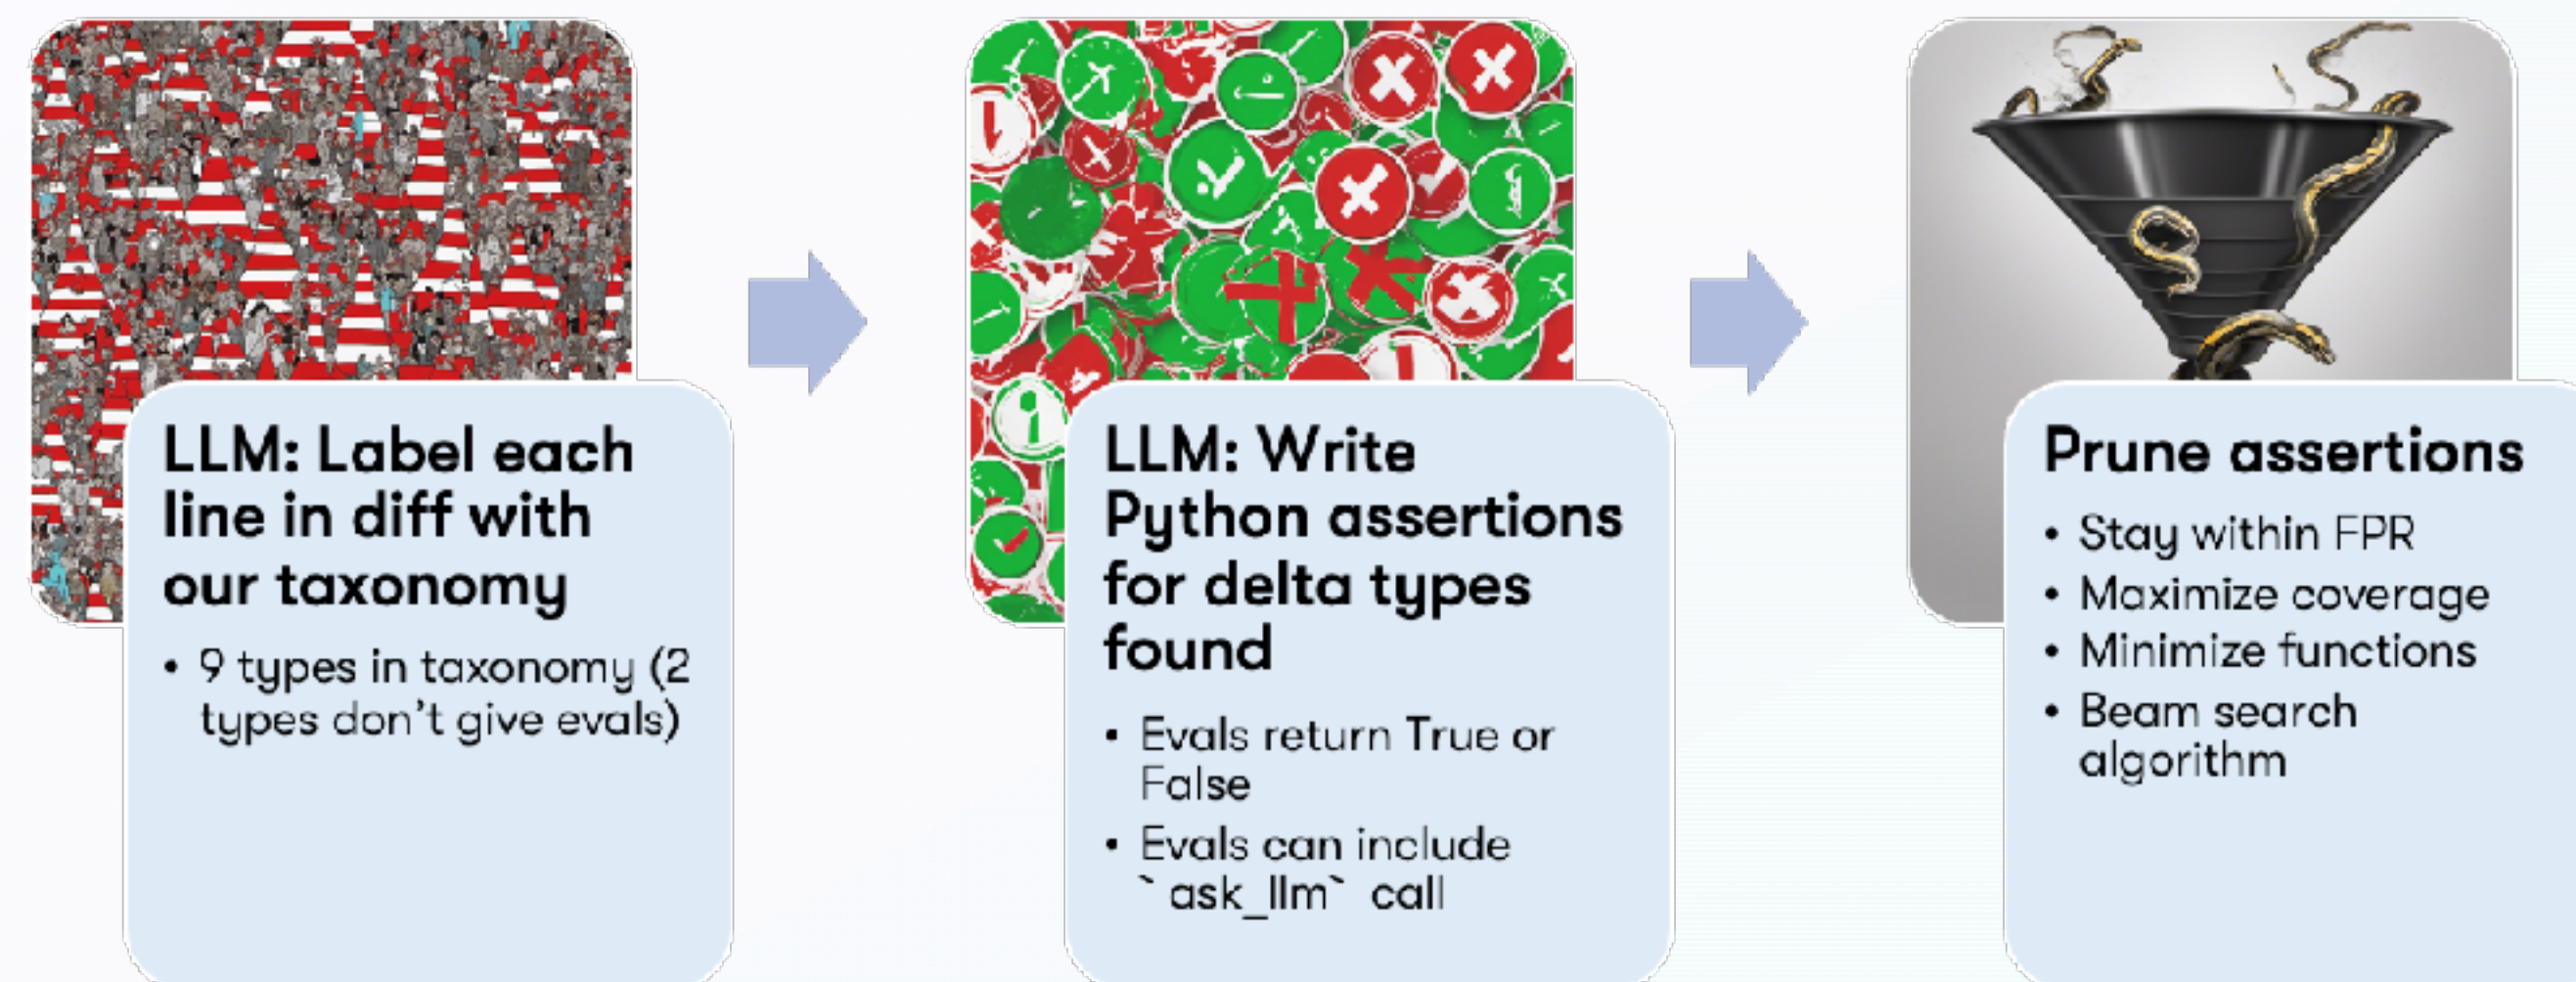 LLM: Label each
line in diff with
our taxonomy
• 9 types in taxonomy (2
types don't give evals)
LLM: Write
Python assertions
for delta types
found
• Evals return True or
False
• Evals can include
`ask_llm` call
Prune assertions
• Stay within FPR
• Maximize coverage
• Minimize functions
• Beam search
algorithm